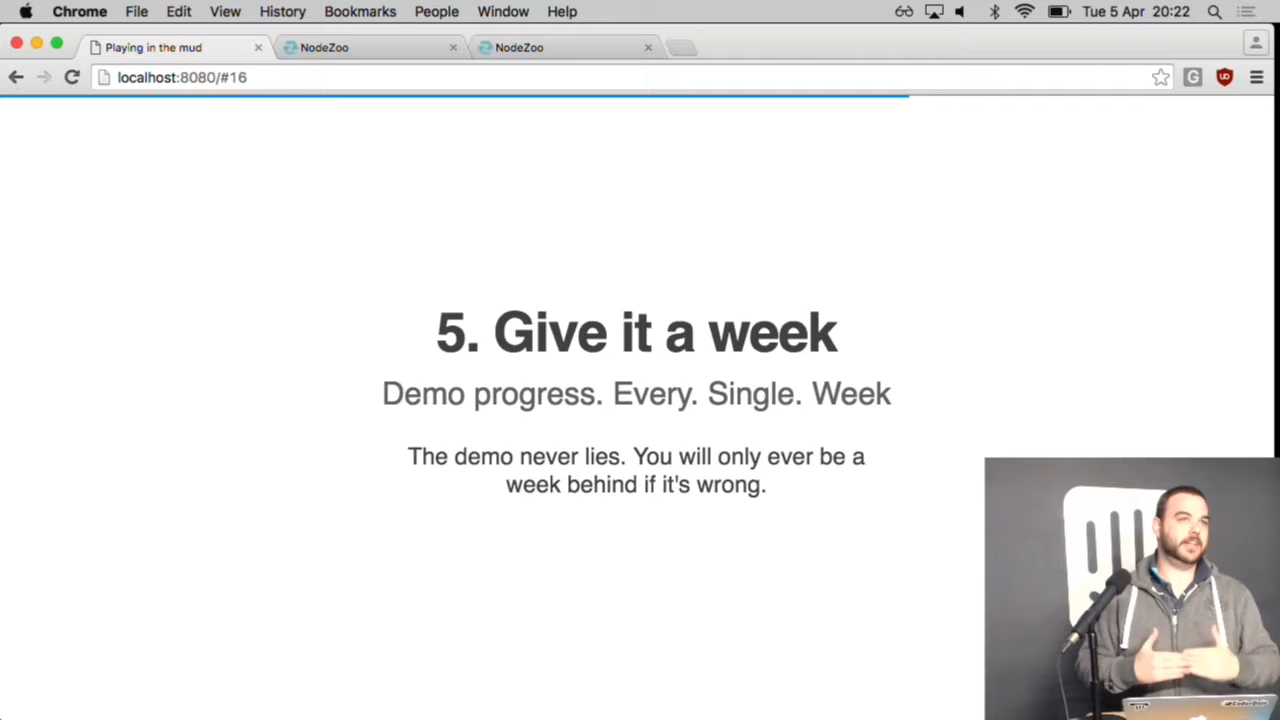 Chrome File Edit View History Bookmarks People Window Help Tue 5 Apr 20:22
Playing in the mud NodeZoo NodeZoo
localhost:8080/#16
5. Give it a week
Demo progress. Every. Single. Week
The demo never lies. You will only ever be a
week behind if it's wrong.